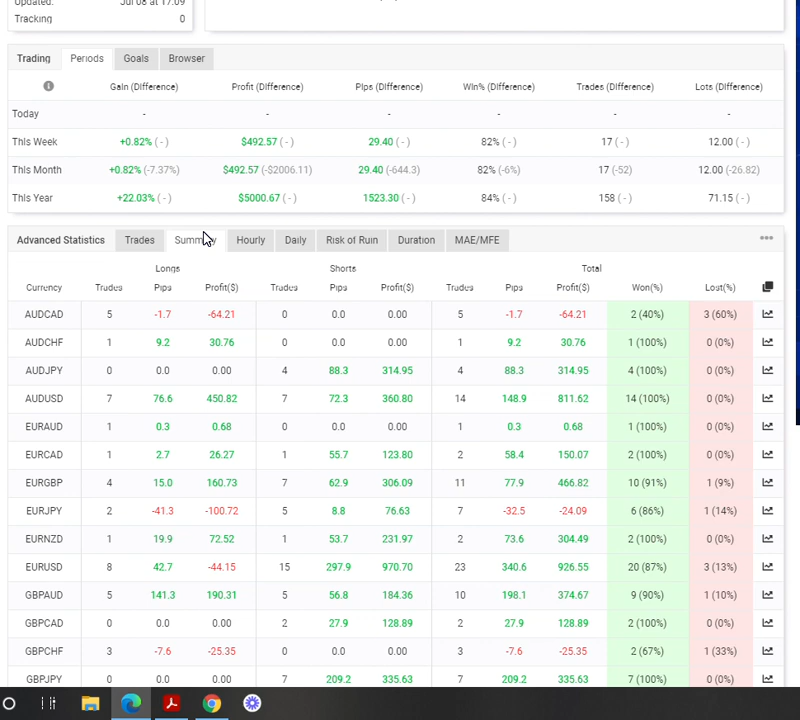 Updated: Jul 08 at 17:09
Tracking 0
Trading Periods Goals Browser
Gain (Difference) Profit (Difference) Pips (Difference) Win% (Difference) Trades (Difference) Lots (Difference)
Today - - - - - -
This Week +0.82% ( - ) $492.57 ( - ) 29.40 ( - ) 82% ( - ) 17 ( - ) 12.00 ( - )
This Month +0.82% (-7.37%) $492.57 (-$2006.11) 29.40 (-644.3) 82% (-6%) 17 (-52) 12.00 (-26.82)
This Year +22.03% ( - ) $5000.67 ( - ) 1523.30 ( - ) 84% ( - ) 158 ( - ) 71.15 ( - )
Advanced Statistics Trades Summary Hourly Daily Risk of Ruin Duration MAE/MFE
Longs Shorts Total
Currency Trades Pips Profit($) Trades Pips Profit($) Trades Pips Profit($) Won(%) Lost(%)
AUDCAD 5 -1.7 -64.21 0 0.0 0.00 5 -1.7 -64.21 2 (40%) 3 (60%)
AUDCHF 1 9.2 30.76 0 0.0 0.00 1 9.2 30.76 1 (100%) 0 (0%)
AUDJPY 0 0.0 0.00 4 88.3 314.95 4 88.3 314.95 4 (100%) 0 (0%)
AUDUSD 7 76.6 450.82 7 72.3 360.80 14 148.9 811.62 14 (100%) 0 (0%)
EURAUD 1 0.3 0.68 0 0.0 0.00 1 0.3 0.68 1 (100%) 0 (0%)
EURCAD 1 2.7 26.27 1 55.7 123.80 2 58.4 150.07 2 (100%) 0 (0%)
EURGBP 4 15.0 160.73 7 62.9 306.09 11 77.9 466.82 10 (91%) 1 (9%)
EURJPY 2 -41.3 -100.72 5 8.8 76.63 7 -32.5 -24.09 6 (86%) 1 (14%)
EURNZD 1 19.9 72.52 1 53.7 231.97 2 73.6 304.49 2 (100%) 0 (0%)
EURUSD 8 42.7 -44.15 15 297.9 970.70 23 340.6 926.55 20 (87%) 3 (13%)
GBPAUD 5 141.3 190.31 5 56.8 184.36 10 198.1 374.67 9 (90%) 1 (10%)
GBPCAD 0 0.0 0.00 2 27.9 128.89 2 27.9 128.89 2 (100%) 0 (0%)
GBPCHF 3 -7.6 -25.35 0 0.0 0.00 3 -7.6 -25.35 2 (67%) 1 (33%)
GBPJPY 0 0.0 0.00 7 209.2 335.63 7 209.2 335.63 7 (100%) 0 (0%)